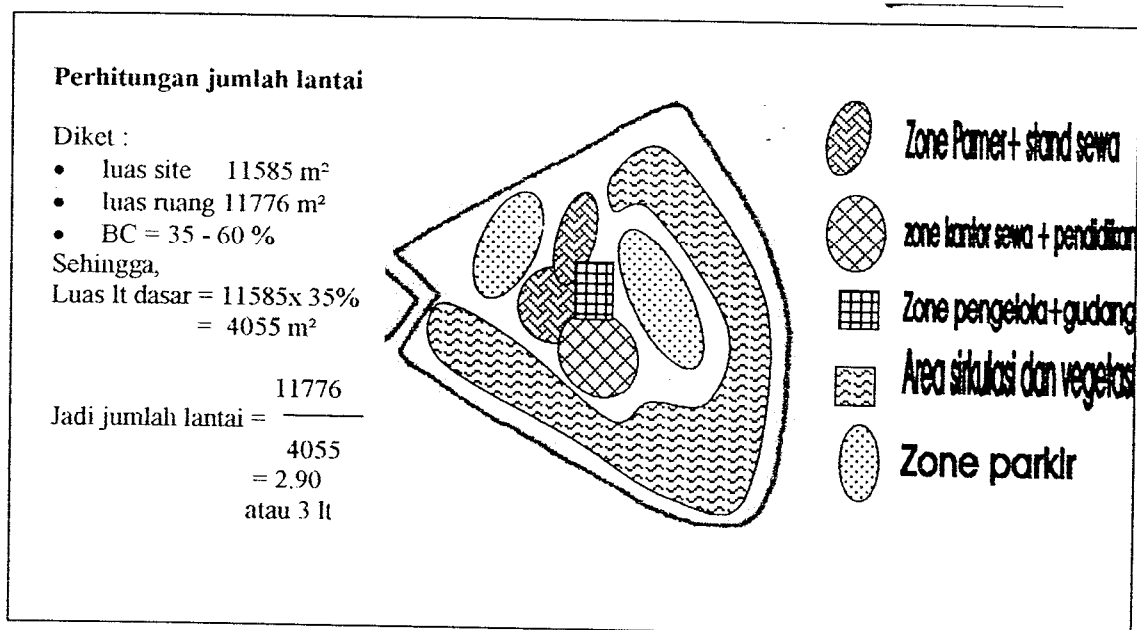 Perhitungan jumlah lantai
Diket :
• luas site 11585 m²
• luas ruang 11776 m²
• BC = 35 - 60 %
Sehingga,
Luas lt dasar = 11585x 35%
= 4055 m²
11776
Jadi jumlah lantai =
4055
= 2.90
atau 3 lt
Zone Pamer+ stand sewa
zone kantor sewa + pendidikan
Zone pengelola+gudang
Area sirkulasi dan vegetasi
Zone parkir